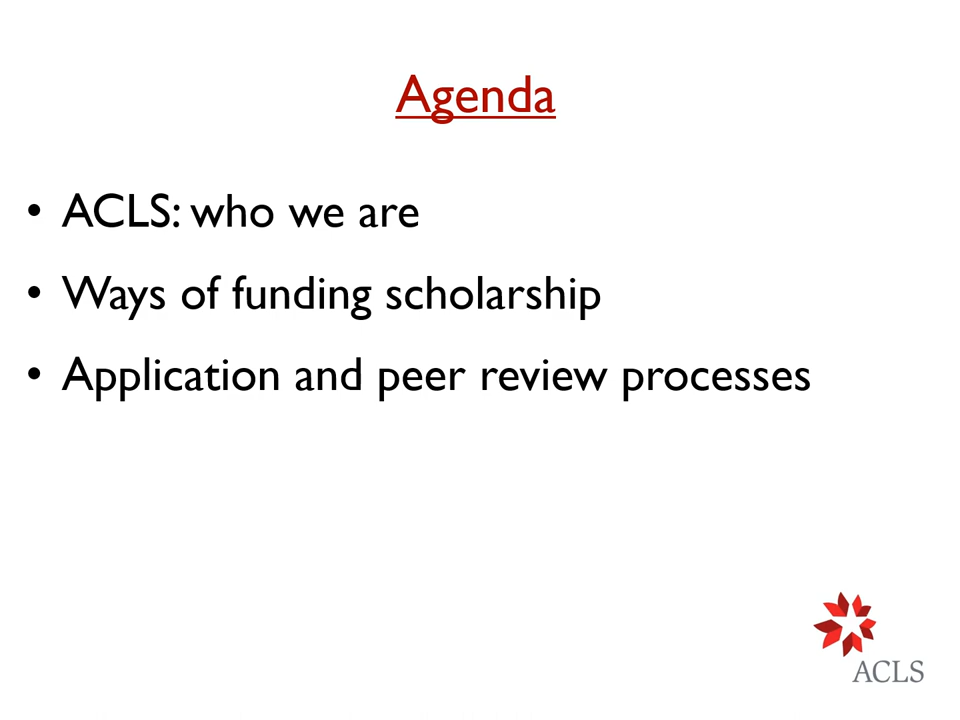 Agenda
• ACLS: who we are
• Ways of funding scholarship
• Application and peer review processes
ACLS